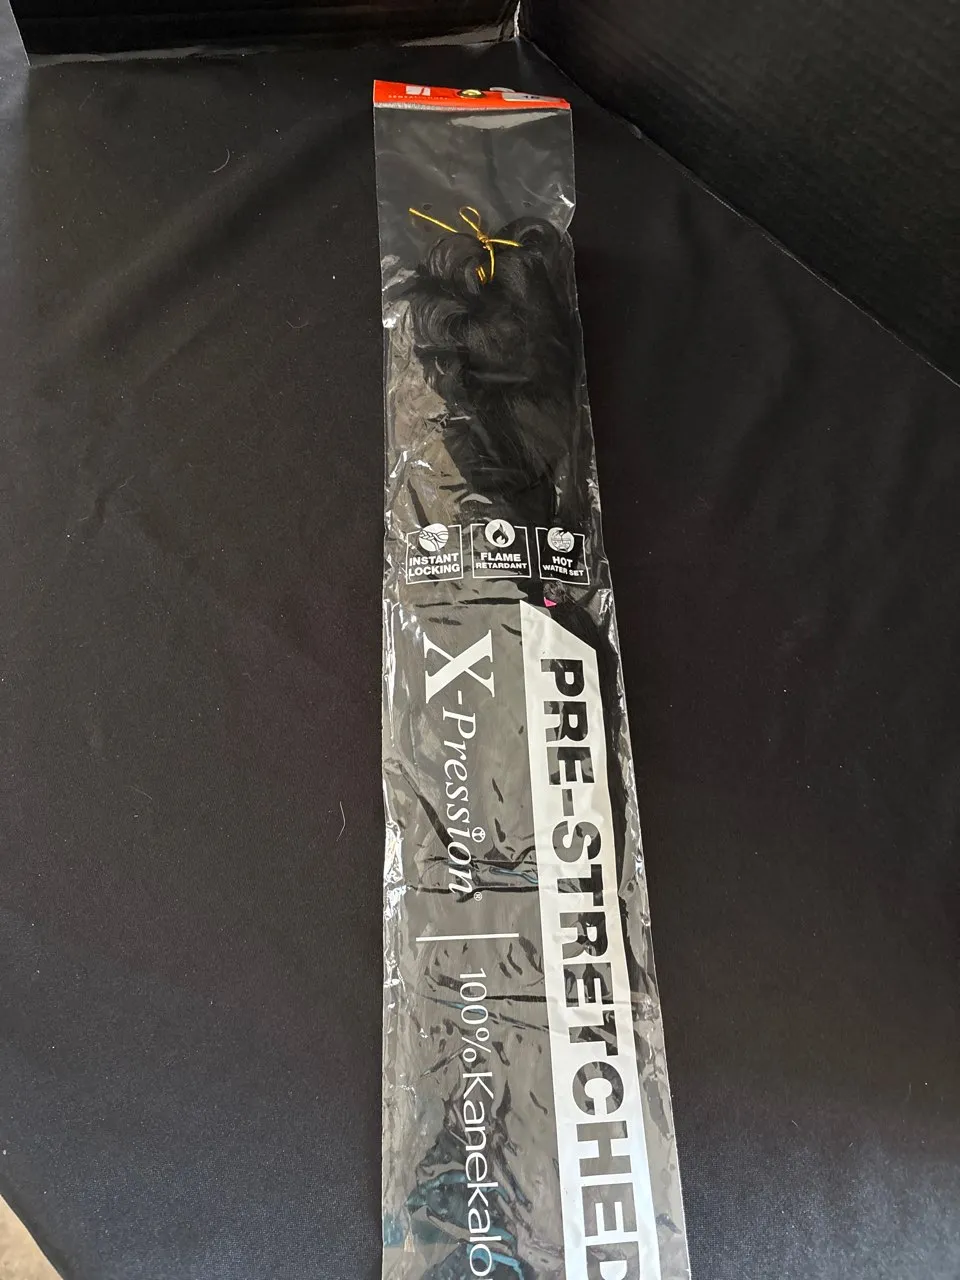 INSTANT
LOCKING
FLAME
RETARDANT
HOT
WATER SET
X-Pression®
100% Kanekalo
PRE-STRETCHED